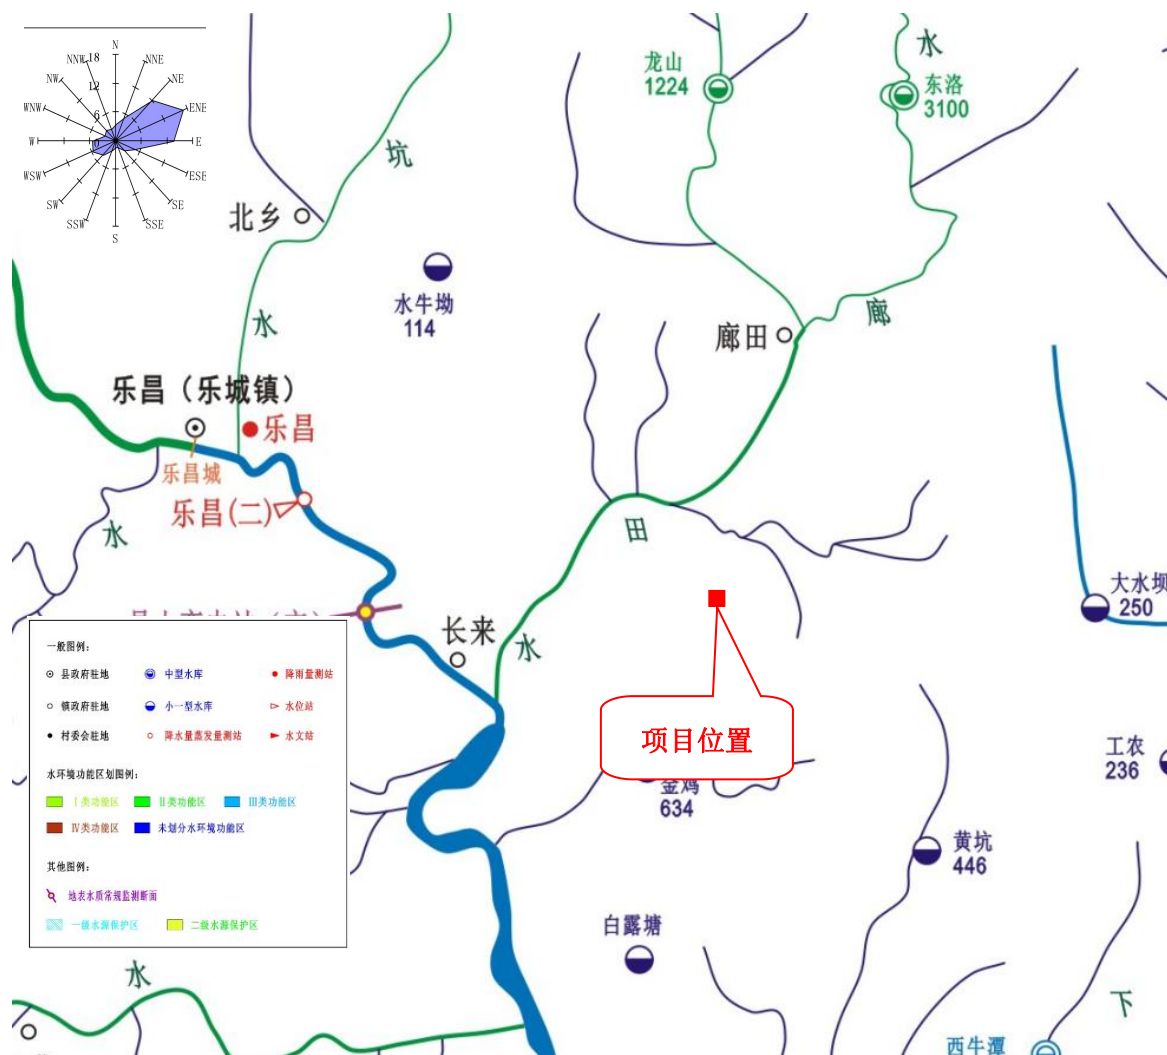 N
NNW
18
NNE
NW
12
NE
WNW
6
ENE
W
0
E
WSW
ESE
SW
SE
SSW
SSE
S
龙山
1224
水
东洛
3100
坑
北乡
水牛坳
114
水
廊
廊田
乐昌（乐城镇）
乐昌
乐昌城
乐昌(二)
水
田
大水坝
250
长来
水
项目位置
金鸡
634
工农
236
黄坑
446
白露塘
水
下
西牛潭
一般图例：
县政府驻地
中型水库
降雨量测站
镇政府驻地
小一型水库
水位站
村委会驻地
降水量蒸发量测站
水文站
水环境功能区划图例：
Ⅰ类功能区
Ⅱ类功能区
Ⅲ类功能区
Ⅳ类功能区
未划分水环境功能区
其他图例：
地表水质常规监测断面
一级水源保护区
二级水源保护区